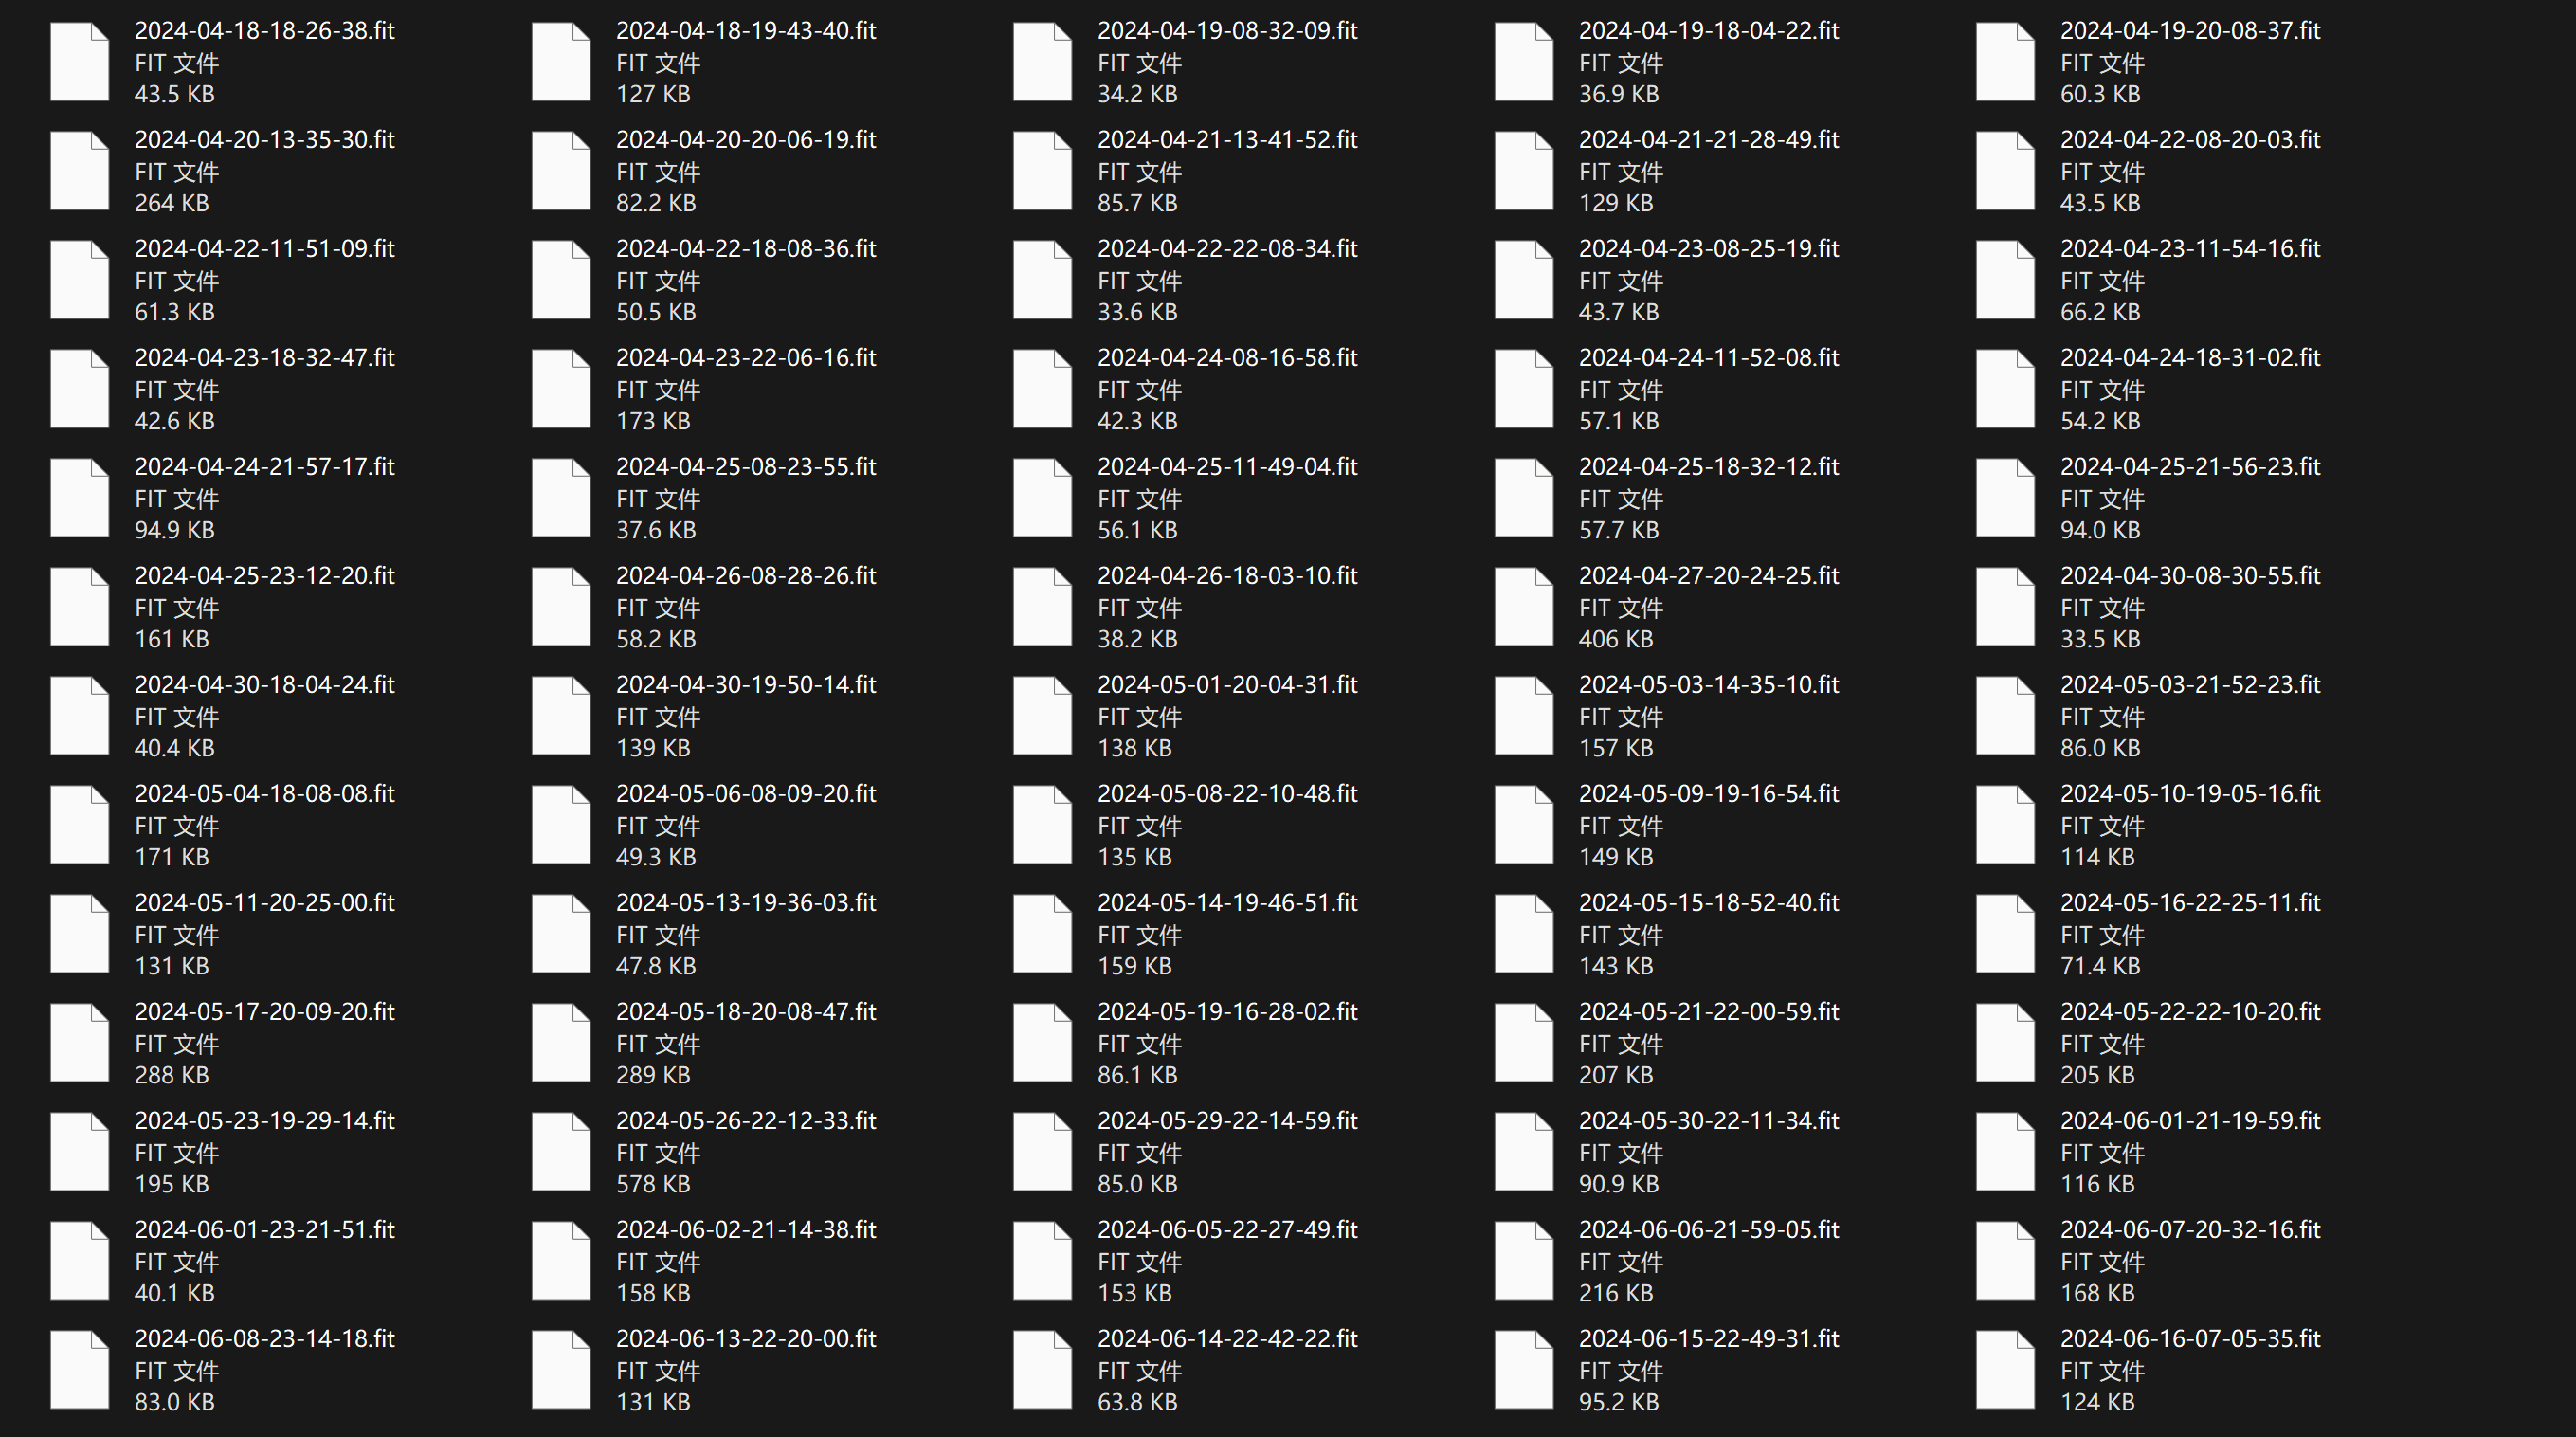 2024-04-18-18-26-38.fit
FIT 文件
43.5 KB
2024-04-18-19-43-40.fit
FIT 文件
127 KB
2024-04-19-08-32-09.fit
FIT 文件
34.2 KB
2024-04-19-18-04-22.fit
FIT 文件
36.9 KB
2024-04-19-20-08-37.fit
FIT 文件
60.3 KB
2024-04-20-13-35-30.fit
FIT 文件
264 KB
2024-04-20-20-06-19.fit
FIT 文件
82.2 KB
2024-04-21-13-41-52.fit
FIT 文件
85.7 KB
2024-04-21-21-28-49.fit
FIT 文件
129 KB
2024-04-22-08-20-03.fit
FIT 文件
43.5 KB
2024-04-22-11-51-09.fit
FIT 文件
61.3 KB
2024-04-22-18-08-36.fit
FIT 文件
50.5 KB
2024-04-22-22-08-34.fit
FIT 文件
33.6 KB
2024-04-23-08-25-19.fit
FIT 文件
43.7 KB
2024-04-23-11-54-16.fit
FIT 文件
66.2 KB
2024-04-23-18-32-47.fit
FIT 文件
42.6 KB
2024-04-23-22-06-16.fit
FIT 文件
173 KB
2024-04-24-08-16-58.fit
FIT 文件
42.3 KB
2024-04-24-11-52-08.fit
FIT 文件
57.1 KB
2024-04-24-18-31-02.fit
FIT 文件
54.2 KB
2024-04-24-21-57-17.fit
FIT 文件
94.9 KB
2024-04-25-08-23-55.fit
FIT 文件
37.6 KB
2024-04-25-11-49-04.fit
FIT 文件
56.1 KB
2024-04-25-18-32-12.fit
FIT 文件
57.7 KB
2024-04-25-21-56-23.fit
FIT 文件
94.0 KB
2024-04-25-23-12-20.fit
FIT 文件
161 KB
2024-04-26-08-28-26.fit
FIT 文件
58.2 KB
2024-04-26-18-03-10.fit
FIT 文件
38.2 KB
2024-04-27-20-24-25.fit
FIT 文件
406 KB
2024-04-30-08-30-55.fit
FIT 文件
33.5 KB
2024-04-30-18-04-24.fit
FIT 文件
40.4 KB
2024-04-30-19-50-14.fit
FIT 文件
139 KB
2024-05-01-20-04-31.fit
FIT 文件
138 KB
2024-05-03-14-35-10.fit
FIT 文件
157 KB
2024-05-03-21-52-23.fit
FIT 文件
86.0 KB
2024-05-04-18-08-08.fit
FIT 文件
171 KB
2024-05-06-08-09-20.fit
FIT 文件
49.3 KB
2024-05-08-22-10-48.fit
FIT 文件
135 KB
2024-05-09-19-16-54.fit
FIT 文件
149 KB
2024-05-10-19-05-16.fit
FIT 文件
114 KB
2024-05-11-20-25-00.fit
FIT 文件
131 KB
2024-05-13-19-36-03.fit
FIT 文件
47.8 KB
2024-05-14-19-46-51.fit
FIT 文件
159 KB
2024-05-15-18-52-40.fit
FIT 文件
143 KB
2024-05-16-22-25-11.fit
FIT 文件
71.4 KB
2024-05-17-20-09-20.fit
FIT 文件
288 KB
2024-05-18-20-08-47.fit
FIT 文件
289 KB
2024-05-19-16-28-02.fit
FIT 文件
86.1 KB
2024-05-21-22-00-59.fit
FIT 文件
207 KB
2024-05-22-22-10-20.fit
FIT 文件
205 KB
2024-05-23-19-29-14.fit
FIT 文件
195 KB
2024-05-26-22-12-33.fit
FIT 文件
578 KB
2024-05-29-22-14-59.fit
FIT 文件
85.0 KB
2024-05-30-22-11-34.fit
FIT 文件
90.9 KB
2024-06-01-21-19-59.fit
FIT 文件
116 KB
2024-06-01-23-21-51.fit
FIT 文件
40.1 KB
2024-06-02-21-14-38.fit
FIT 文件
158 KB
2024-06-05-22-27-49.fit
FIT 文件
153 KB
2024-06-06-21-59-05.fit
FIT 文件
216 KB
2024-06-07-20-32-16.fit
FIT 文件
168 KB
2024-06-08-23-14-18.fit
FIT 文件
83.0 KB
2024-06-13-22-20-00.fit
FIT 文件
131 KB
2024-06-14-22-42-22.fit
FIT 文件
63.8 KB
2024-06-15-22-49-31.fit
FIT 文件
95.2 KB
2024-06-16-07-05-35.fit
FIT 文件
124 KB